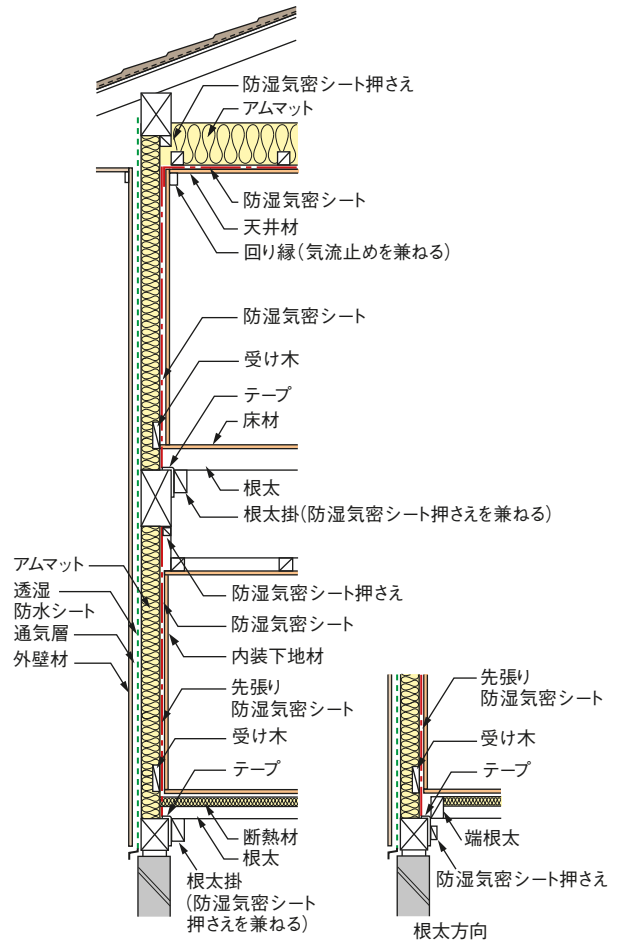 防湿気密シート押さえ
アムマット
防湿気密シート
天井材
回り縁(気流止めを兼ねる)
防湿気密シート
受け木
テープ
床材
根太
根太掛(防湿気密シート押さえを兼ねる)
アムマット
透湿
防水シート
通気層
外壁材
防湿気密シート押さえ
防湿気密シート
内装下地材
先張り
防湿気密シート
受け木
テープ
断熱材
根太
根太掛
(防湿気密シート
押さえを兼ねる)
先張り
防湿気密シート
受け木
テープ
端根太
防湿気密シート押さえ
根太方向